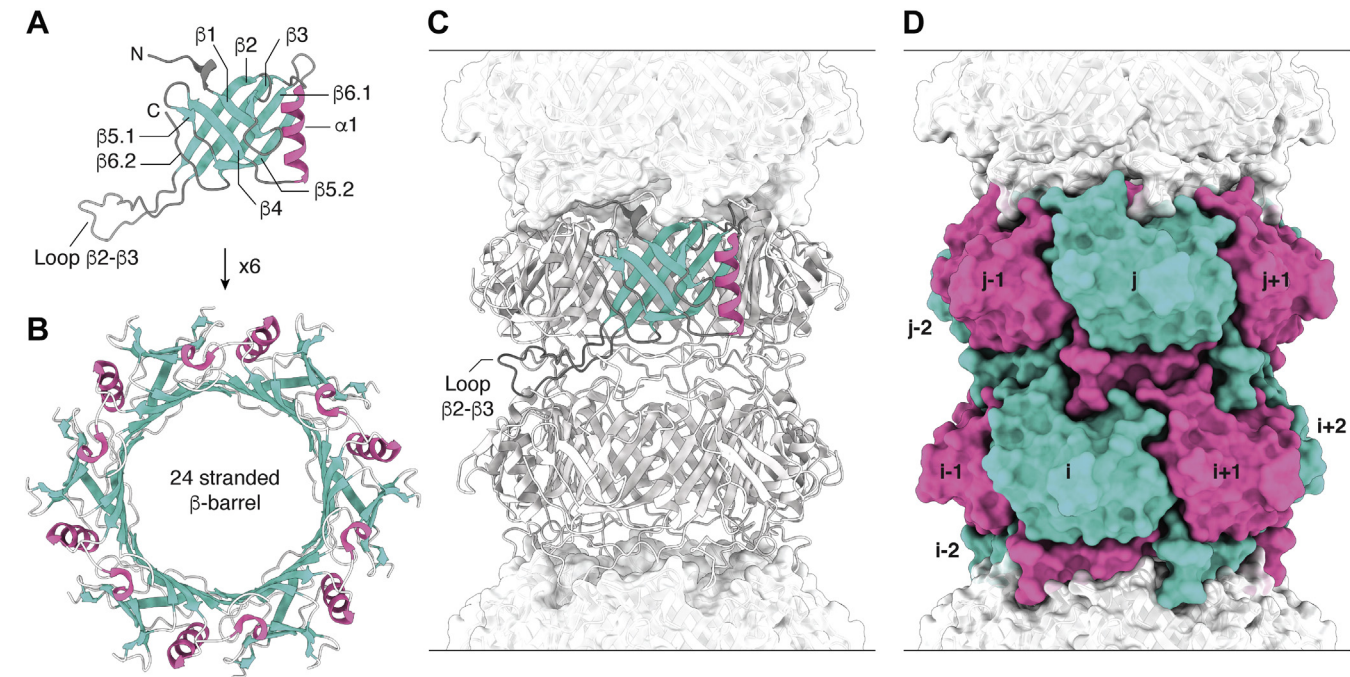 A
N
β1
β2
β3
β6.1
α1
C
β5.1
β6.2
β5.2
β4
Loop β2-β3
x6
B
24 stranded
β-barrel
C
Loop
β2-β3
D
j-1
j
j+1
j-2
i-1
i
i+1
i+2
i-2